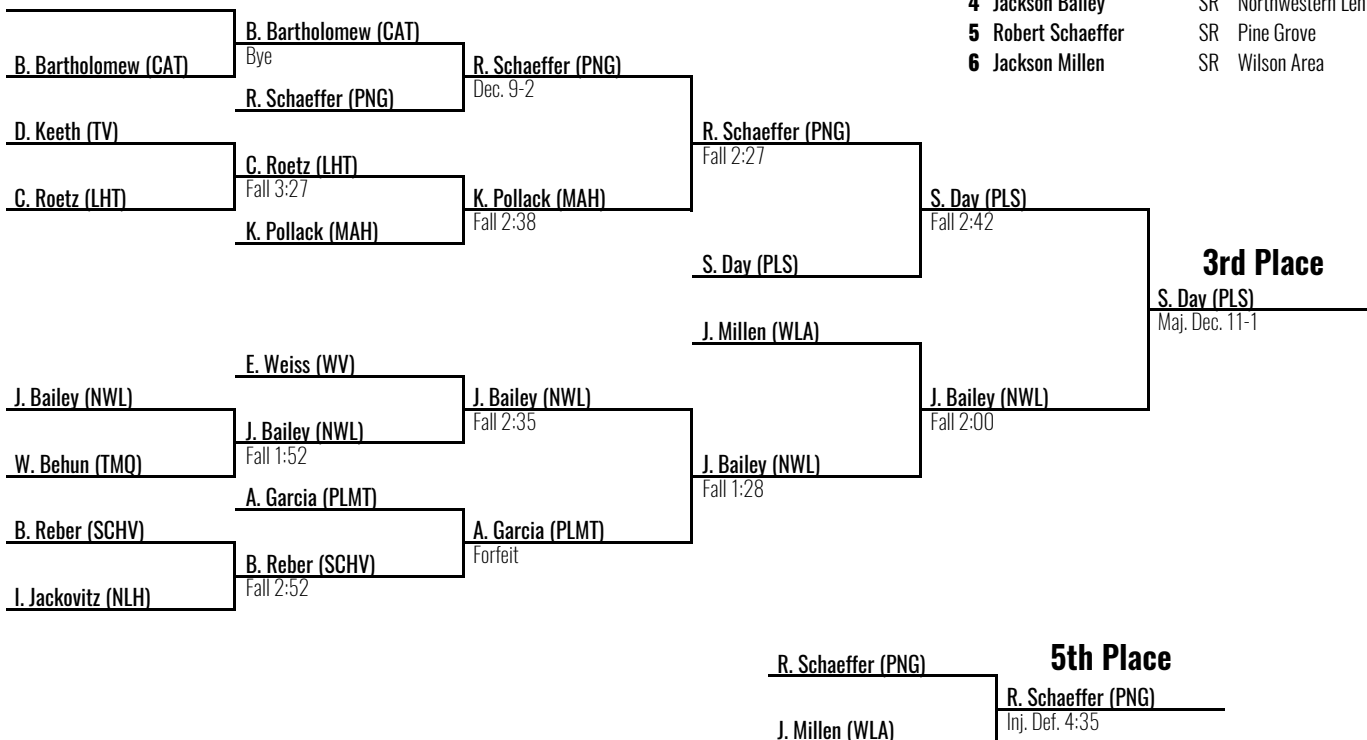 4 Jackson Bailey SR Northwestern Leh
B. Bartholomew (CAT)
Bye
5 Robert Schaeffer SR Pine Grove
B. Bartholomew (CAT)
R. Schaeffer (PNG)
Dec. 9-2
6 Jackson Millen SR Wilson Area
R. Schaeffer (PNG)
D. Keeth (TV)
R. Schaeffer (PNG)
Fall 2:27
C. Roetz (LHT)
Fall 3:27
C. Roetz (LHT)
K. Pollack (MAH)
Fall 2:38
S. Day (PLS)
Fall 2:42
K. Pollack (MAH)
S. Day (PLS)
3rd Place
S. Day (PLS)
Maj. Dec. 11-1
J. Millen (WLA)
E. Weiss (WV)
J. Bailey (NWL)
J. Bailey (NWL)
Fall 2:35
J. Bailey (NWL)
Fall 2:00
J. Bailey (NWL)
Fall 1:52
W. Behun (TMQ)
J. Bailey (NWL)
Fall 1:28
A. Garcia (PLMT)
B. Reber (SCHV)
A. Garcia (PLMT)
Forfeit
B. Reber (SCHV)
Fall 2:52
I. Jackovitz (NLH)
5th Place
R. Schaeffer (PNG)
R. Schaeffer (PNG)
Inj. Def. 4:35
J. Millen (WLA)